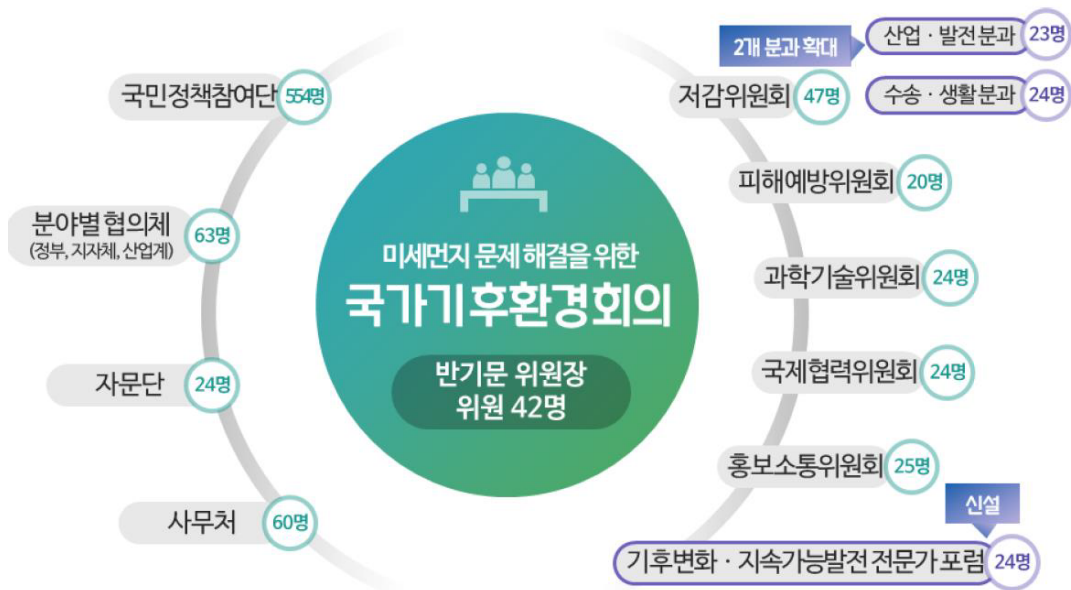 국민정책참여단 554명
분야별 협의체 63명
(정부, 지자체, 산업계)
자문단 24명
사무처 60명
미세먼지 문제 해결을 위한
국가기후환경회의
반기문 위원장
위원 42명
2개 분과 확대
산업 · 발전 분과 23명
저감위원회 47명
수송 · 생활 분과 24명
피해예방위원회 20명
과학기술위원회 24명
국제협력위원회 24명
홍보소통위원회 25명
신설
기후변화 · 지속가능발전 전문가 포럼 24명